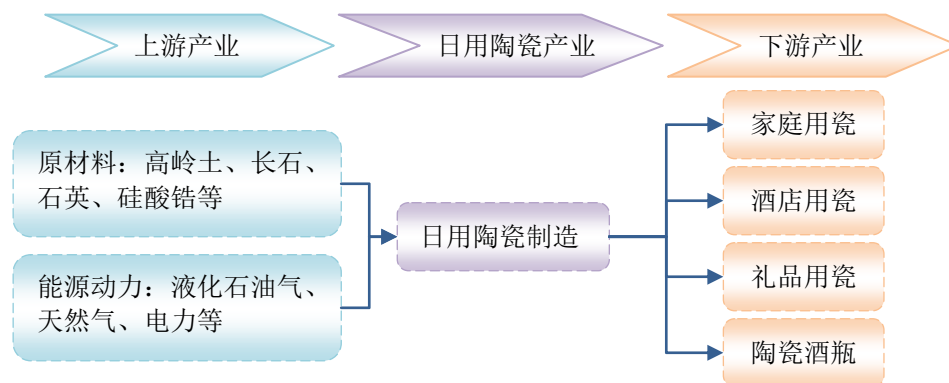 上游产业
日用陶瓷产业
下游产业
原材料：高岭土、长石、
石英、硅酸锆等
能源动力：液化石油气、
天然气、电力等
日用陶瓷制造
家庭用瓷
酒店用瓷
礼品用瓷
陶瓷酒瓶